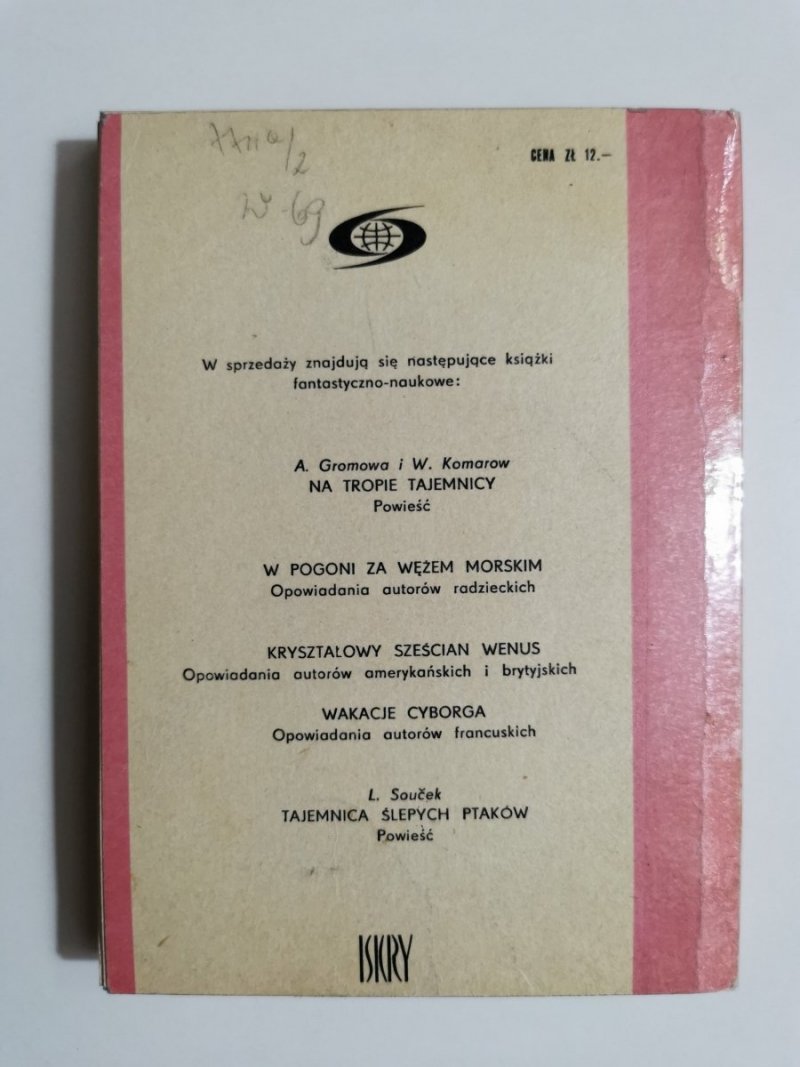 CENA ZŁ 12.—
W sprzedaży znajdują się następujące książki
fantastyczno-naukowe:
A. Gromowa i W. Komarow
NA TROPIE TAJEMNICY
Powieść
W POGONI ZA WĘŻEM MORSKIM
Opowiadania autorów radzieckich
KRYSZTAŁOWY SZEŚCIAN WENUS
Opowiadania autorów amerykańskich i brytyjskich
WAKACJE CYBORGA
Opowiadania autorów francuskich
L. Souček
TAJEMNICA ŚLEPYCH PTAKÓW
Powieść
ISKRY